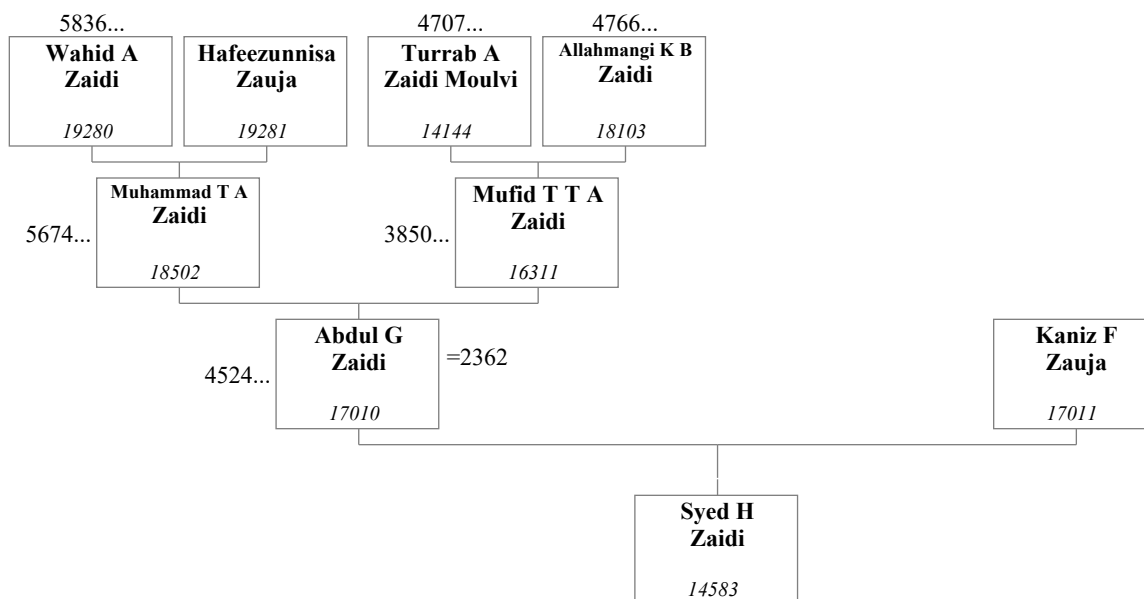 5836...
4707...
4766...
Wahid A
Zaidi
19280
Hafeezunnisa
Zauja
19281
Turrab A
Zaidi Moulvi
14144
Allahmangi K B
Zaidi
18103
5674...
Muhammad T A
Zaidi
18502
3850...
Mufid T T A
Zaidi
16311
4524...
Abdul G
Zaidi
17010
=2362
Kaniz F
Zauja
17011
Syed H
Zaidi
14583